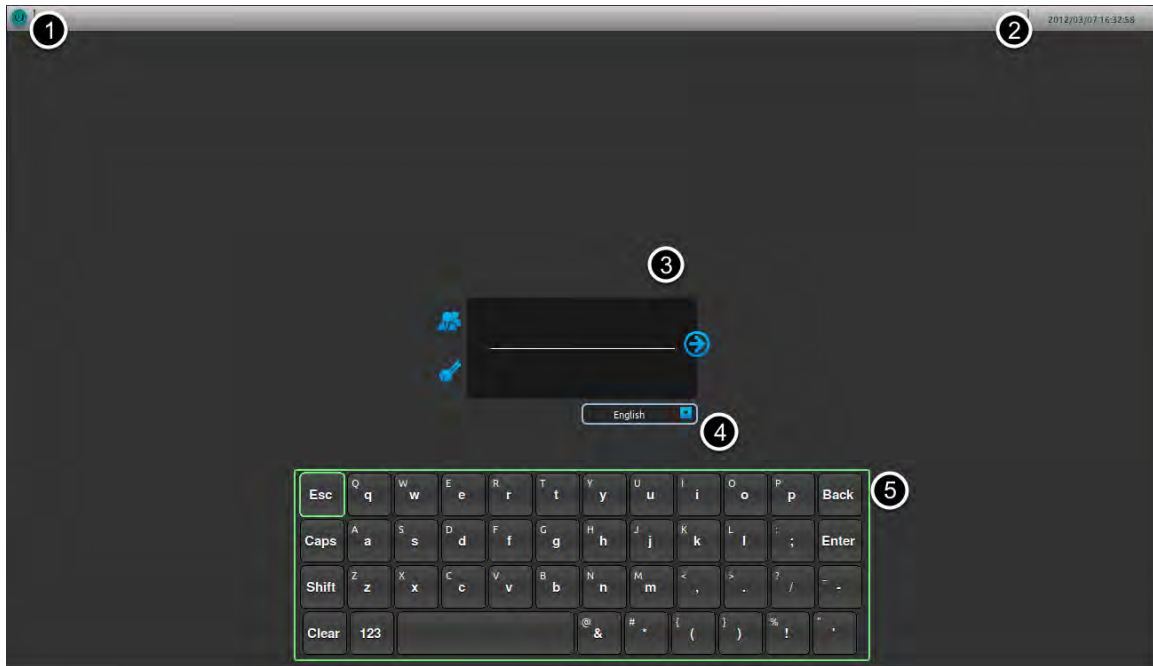 1
2
2012/03/07 16:32:58
3
English
4
5
Esc Q q W w E e R r T t Y y U u I i O o P p Back
Caps A a S s D d F f G g H h J j K k L l : ; Enter
Shift Z z X x C c V v B b N n M m < , > . ? / _ -
Clear 123 @ & # * { ( } ) % ! " '